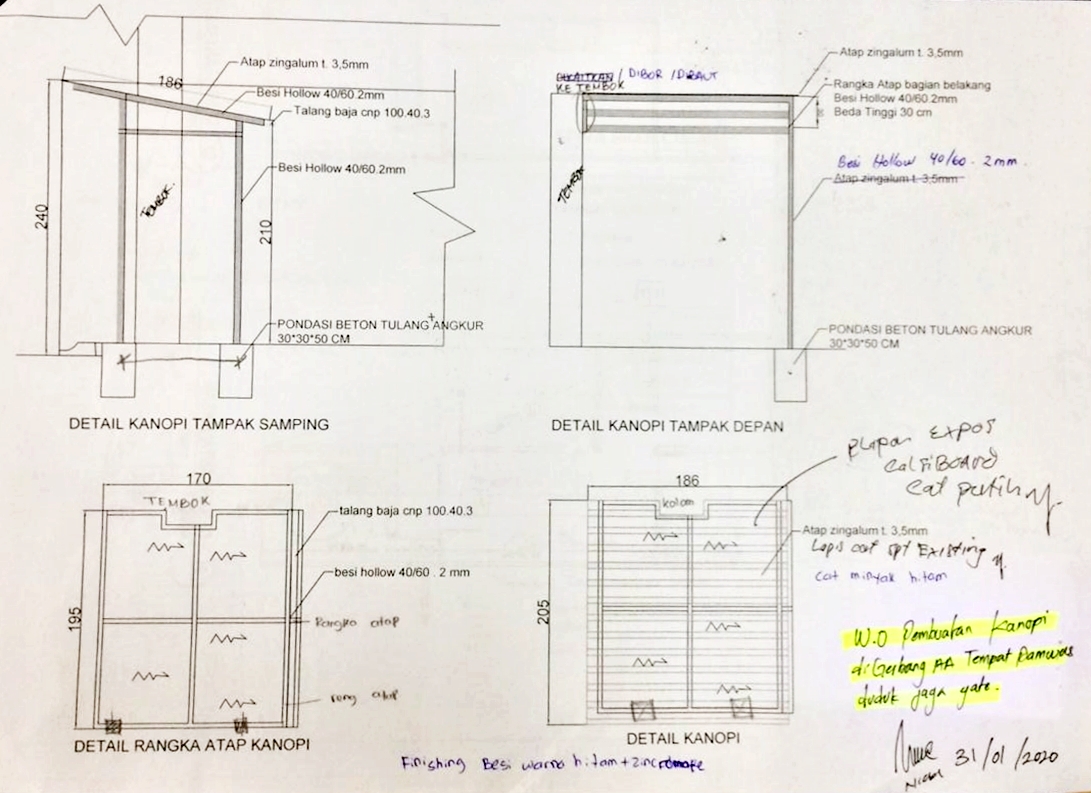 186
Atap zingalum t. 3,5mm
Besi Hollow 40/60.2mm
Talang baja cnp 100.40.3
Besi Hollow 40/60.2mm
TEMBOK.
240
210
PONDASI BETON TULANG ANGKUR
30*30*50 CM
DETAIL KANOPI TAMPAK SAMPING
/ DIBOR / DIBAUT
KE TEMBOK
Atap zingalum t. 3,5mm
Rangka Atap bagian belakang
Besi Hollow 40/60.2mm
Beda Tinggi 30 cm
Besi Hollow 40/60. 2mm.
Atap zingalum t. 3,5mm
TEMBOK
PONDASI BETON TULANG ANGKUR
30*30*50 CM
DETAIL KANOPI TAMPAK DEPAN
170
TEMBOK
talang baja cnp 100.40.3
besi hollow 40/60 . 2 mm
Rangka atap
reng atap
195
DETAIL RANGKA ATAP KANOPI
186
kolom
plapon EXPOS
CalsiBOARD
Cat putih
Atap zingalum t. 3,5mm
Lapis cat spt EXISTING
cat minyak hitam
205
DETAIL KANOPI
W.O Pembuatan Kanopi
di Gerbang AA Tempat Pamwas
duduk jaga gate.
31/01/2020
Finishing Besi warna hitam + zinc